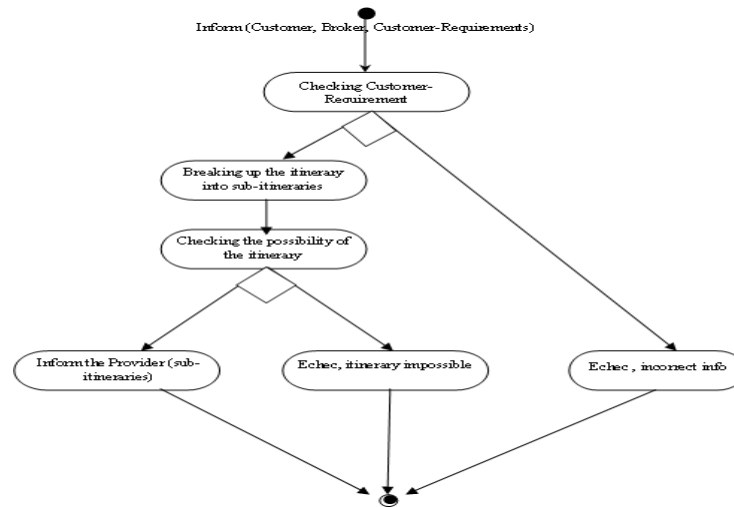 Inform (Customer, Broker, Customer-Requirements)
Checking Customer-
Requirement
Breaking up the itinerary
into sub-itineraries
Checking the possibility of
the itinerary
Inform the Provider (sub-
itineraries)
Echec, itinerary impossible
Echec , incorrect info